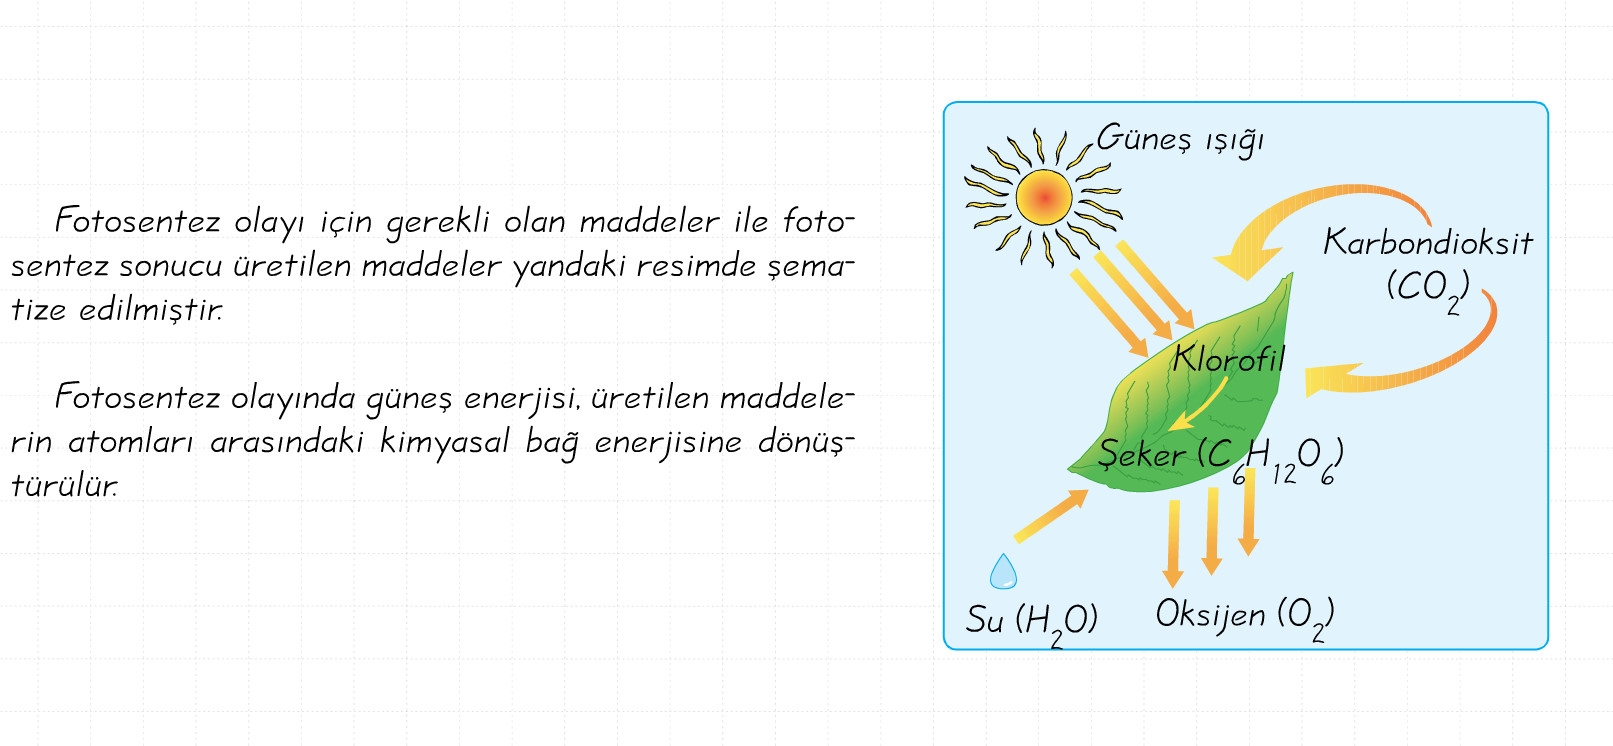 Fotosentez olayı için gerekli olan maddeler ile foto-
sentez sonucu üretilen maddeler yandaki resimde şema-
tize edilmiştir.
Fotosentez olayında güneş enerjisi, üretilen maddele-
rin atomları arasındaki kimyasal bağ enerjisine dönüş-
türülür.
Güneş ışığı
Karbondioksit
(CO2)
Klorofil
Şeker (C6H12O6)
Su (H2O)
Oksijen (O2)